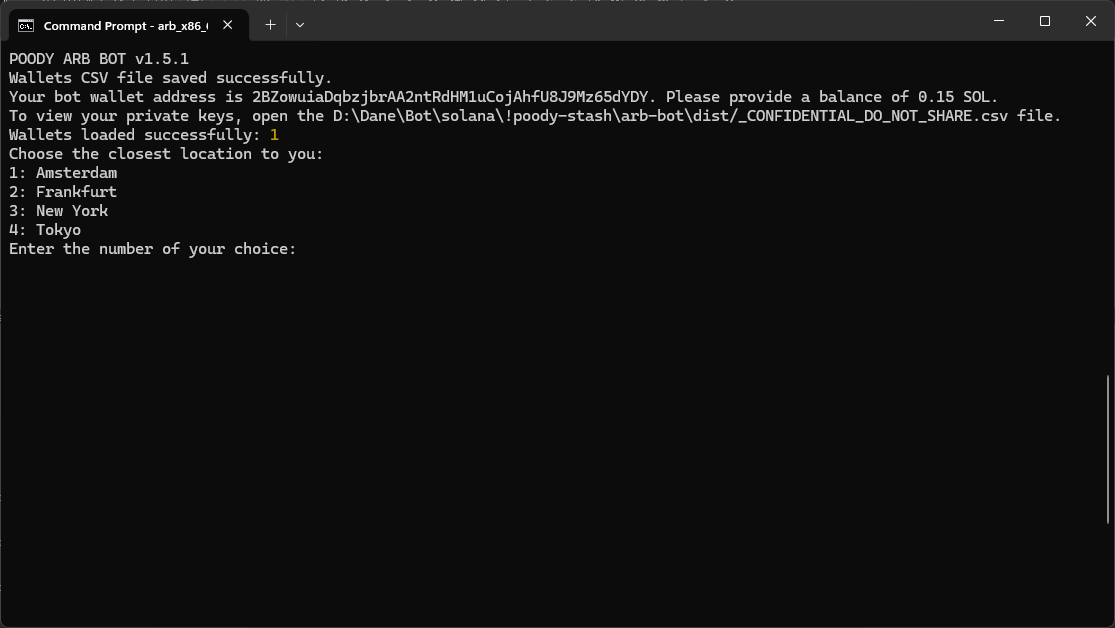 Command Prompt - arb_x86_
POODY ARB BOT v1.5.1
Wallets CSV file saved successfully.
Your bot wallet address is 2BZowuiaDqbzjbrAA2ntRdHM1uCojAhfU8J9Mz65dYDY. Please provide a balance of 0.15 SOL.
To view your private keys, open the D:\Dane\Bot\solana\!poody-stash\arb-bot\dist/_CONFIDENTIAL_DO_NOT_SHARE.csv file.
Wallets loaded successfully: 1
Choose the closest location to you:
1: Amsterdam
2: Frankfurt
3: New York
4: Tokyo
Enter the number of your choice: